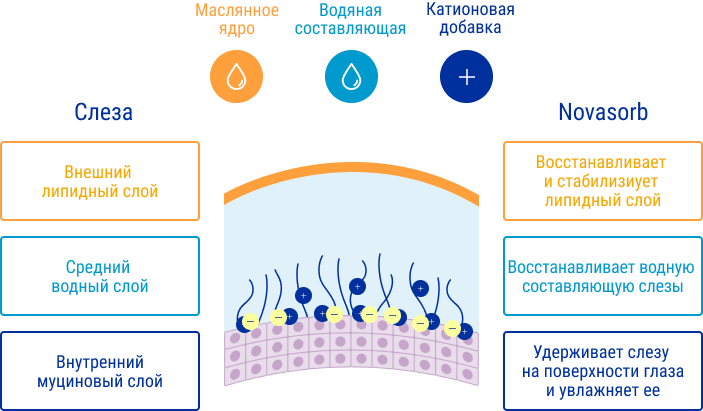 Маслянное
ядро
Водяная
составляющая
Катионовая
добавка
Слеза
Novasorb
Внешний
липидный слой
Восстанавливает
и стабилизиует
липидный слой
Средний
водный слой
Восстанавливает водную
составляющую слезы
Внутренний
муциновый слой
Удерживает слезу
на поверхности глаза
и увлажняет ее